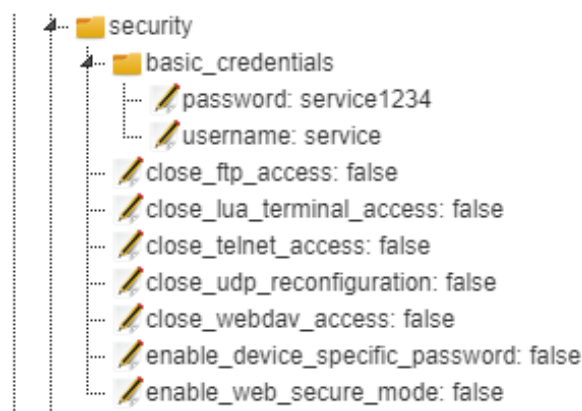 security
basic_credentials
password: service1234
username: service
close_ftp_access: false
close_lua_terminal_access: false
close_telnet_access: false
close_udp_reconfiguration: false
close_webdav_access: false
enable_device_specific_password: false
enable_web_secure_mode: false